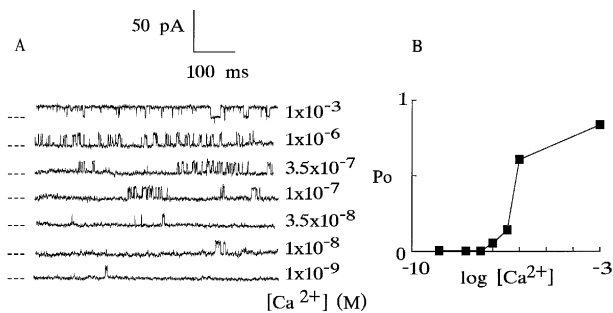 50 pA
A
B
100 ms
1x10-3
1x10-6
3.5x10-7
1x10-7
3.5x10-8
1x10-8
1x10-9
[Ca 2+] (M)
1
Po
0
-10
-3
log [Ca2+]